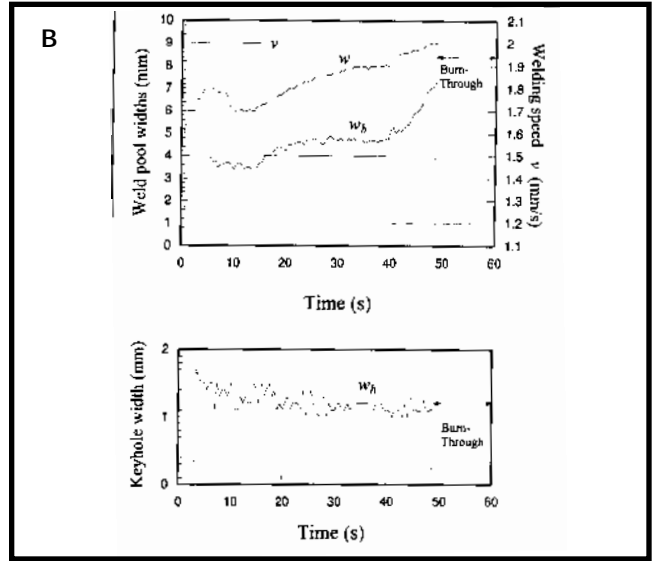 B
10
9
8
7
6
5
4
3
2
1
0
Weld pool widths (mm)
v
w
w_b
Burn-
Through
2.1
2
1.9
1.8
1.7
1.6
1.5
1.4
1.3
1.2
1.1
Welding speed v (mm/s)
0 10 20 30 40 50 60
Time (s)
2
1
0
Keyhole width (mm)
w_h
Burn-
Through
0 10 20 30 40 50 60
Time (s)